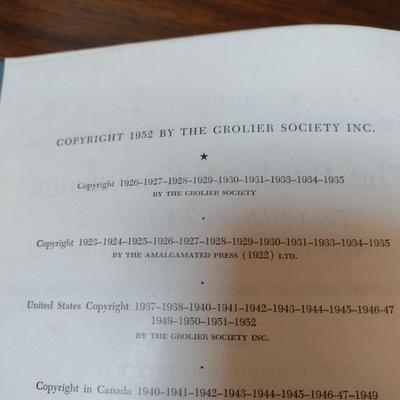 COPYRIGHT 1952 BY THE GROLIER SOCIETY INC.
★
Copyright 1926–1927–1928–1929–1930–1931–1933–1934–1935
BY THE GROLIER SOCIETY
•
Copyright 1923–1924–1925–1926–1927–1928–1929–1930–1931–1933–1934–1935
BY THE AMALGAMATED PRESS (1922) LTD.
•
United States Copyright 1937–1938–1940–1941–1942–1943–1944–1945–1946-47
1949–1950–1951–1952
BY THE GROLIER SOCIETY INC.
•
Copyright in Canada 1940–1941–1942–1943–1944–1945–1946-47–1949